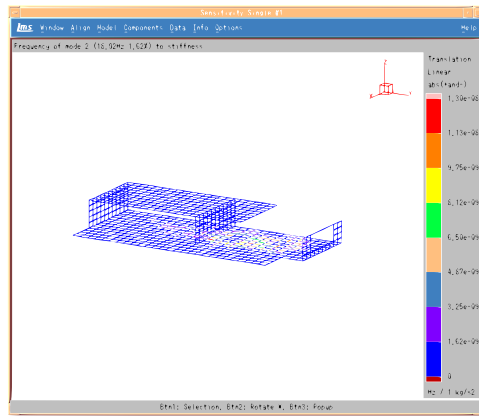 Sensitivity Single #1
LMS Window Align Model Components Data Info Options Help
Frequency of mode 2 (16,92Hz 1,62%) to stiffness
Translation
Linear
abs(+and-)
1,30e-08
1,13e-08
9,75e-09
8,12e-09
6,50e-09
4,87e-09
3,25e-09
1,62e-09
0
Hz / 1 kg/s2
Btn1: Selection, Btn2: Rotate #, Btn3: Popup